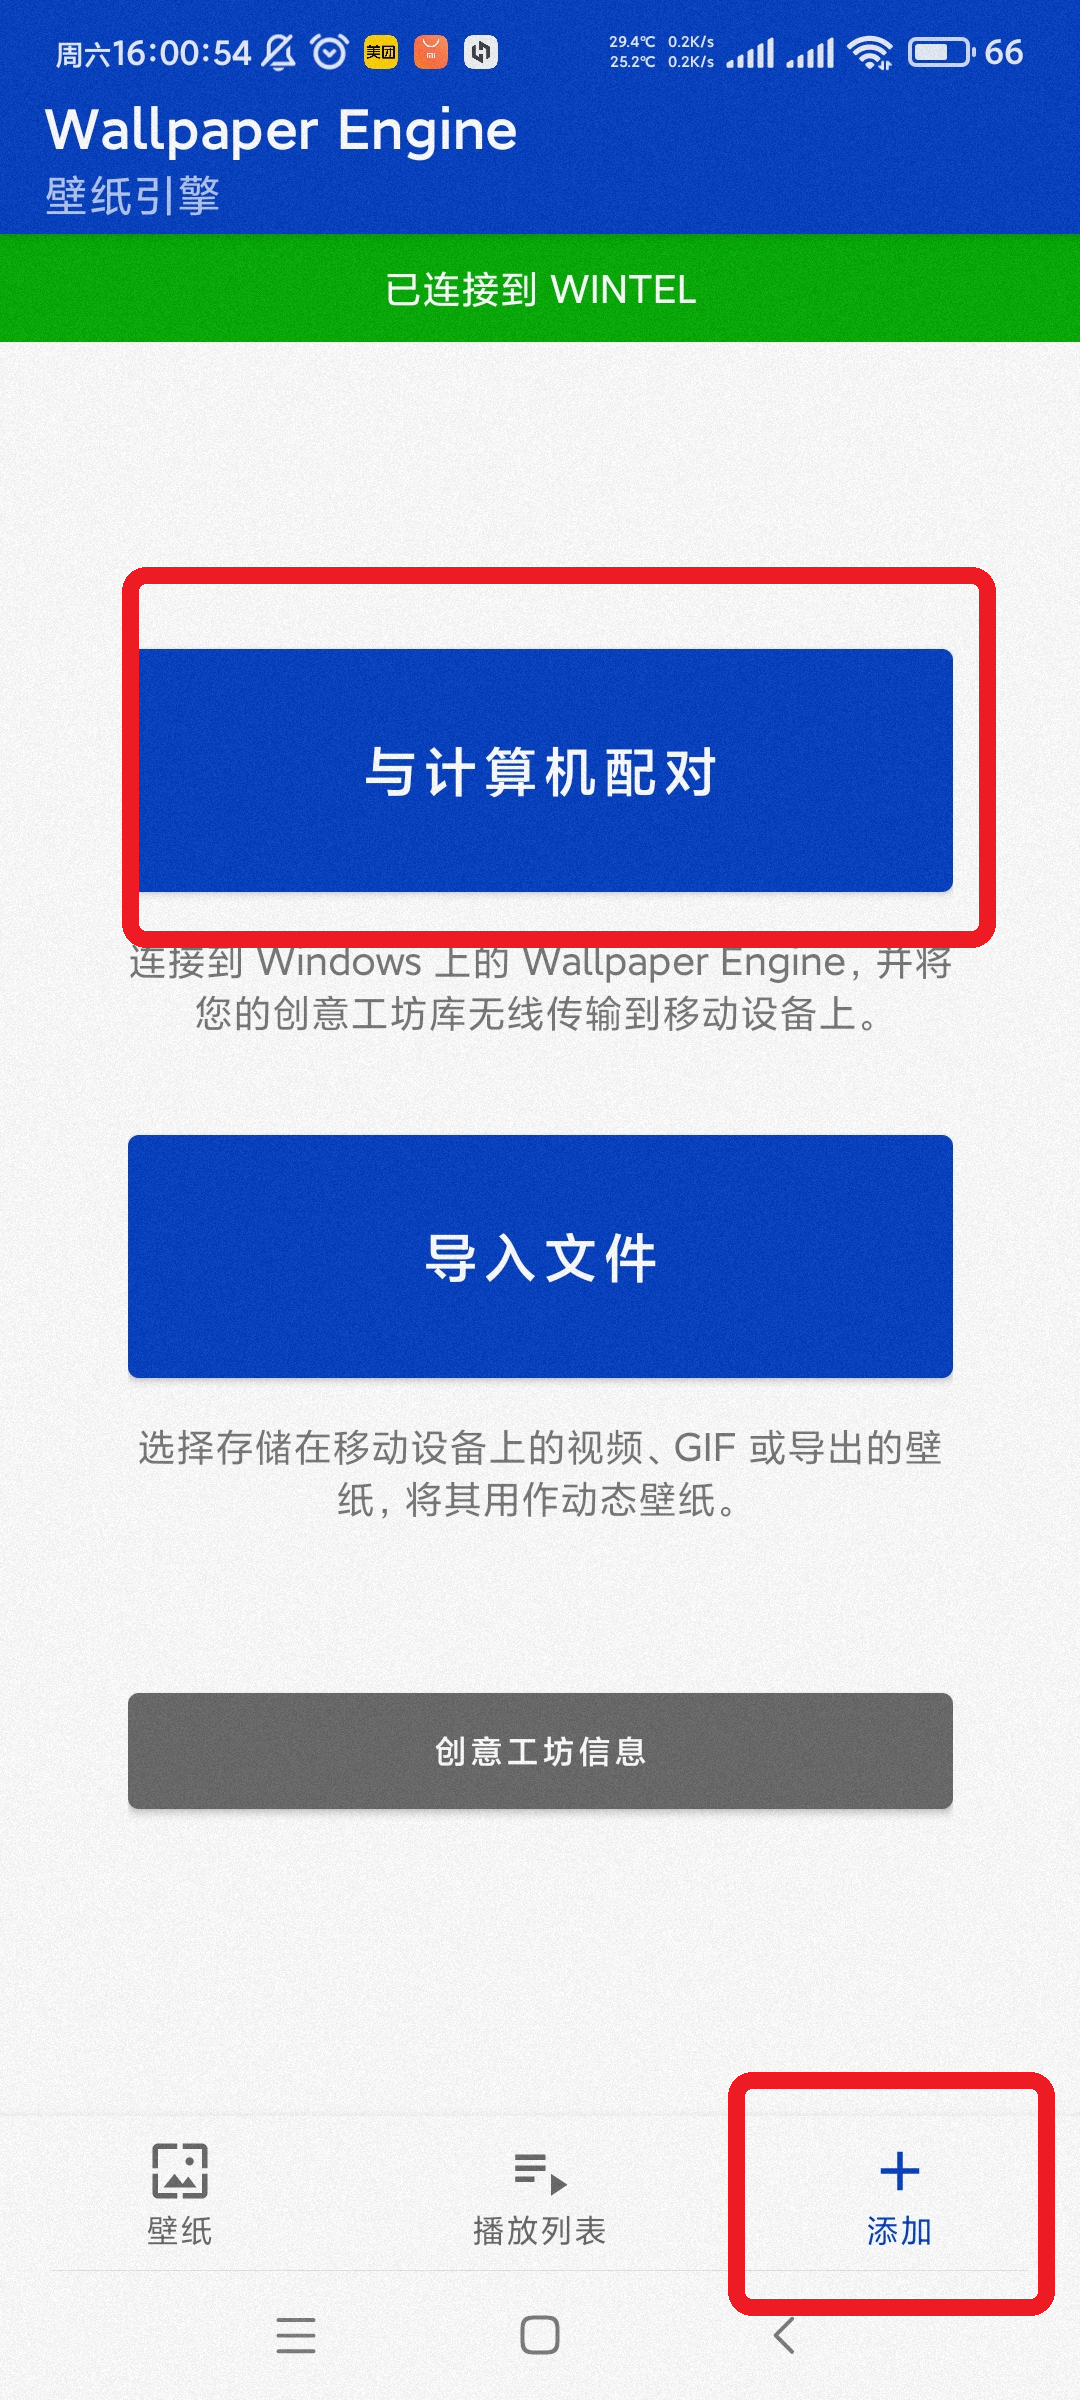 周六16:00:54 美团 29.4℃ 0.2K/s 66
25.2℃ 0.2K/s
Wallpaper Engine
壁纸引擎
已连接到 WINTEL
与计算机配对
连接到 Windows 上的 Wallpaper Engine，并将
您的创意工坊库无线传输到移动设备上。
导入文件
选择存储在移动设备上的视频、GIF 或导出的壁
纸，将其用作动态壁纸。
创意工坊信息
壁纸 播放列表 添加